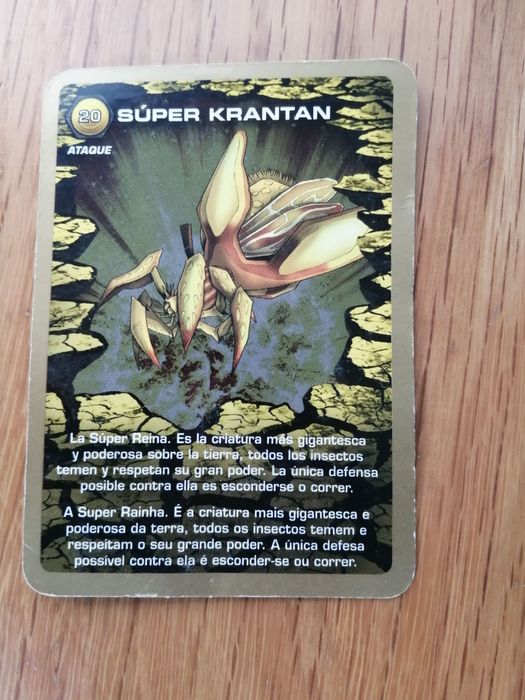 20
SÚPER KRANTAN
ATAQUE
La Súper Reina. Es la criatura más gigantesca
y poderosa sobre la tierra, todos los insectos
temen y respetan su gran poder. La única defensa
posible contra ella es esconderse o correr.
A Super Rainha. É a criatura mais gigantesca e
poderosa da terra, todos os insectos temem e
respeitam o seu grande poder. A única defesa
possível contra ela é esconder-se ou correr.